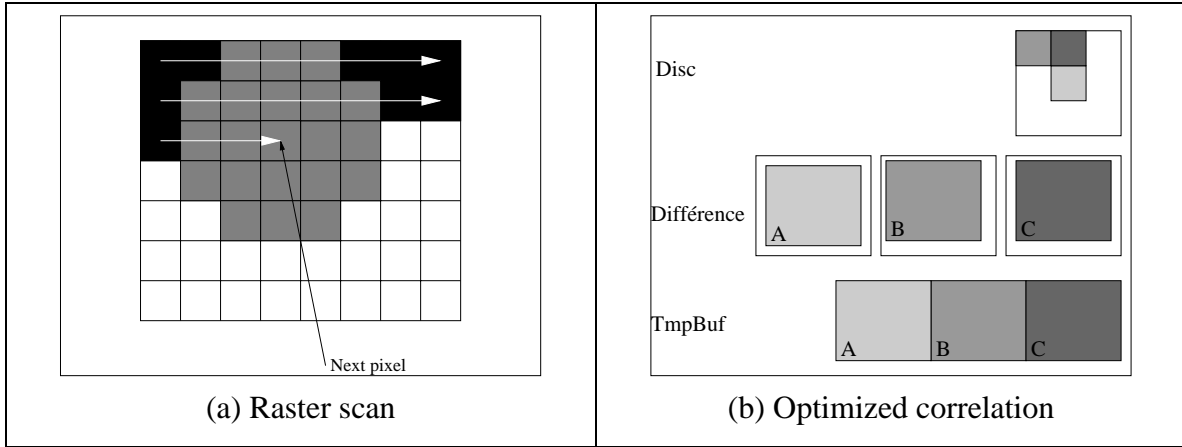 Next pixel
(a) Raster scan
Disc
Différence
A B C
TmpBuf
A B C
(b) Optimized correlation